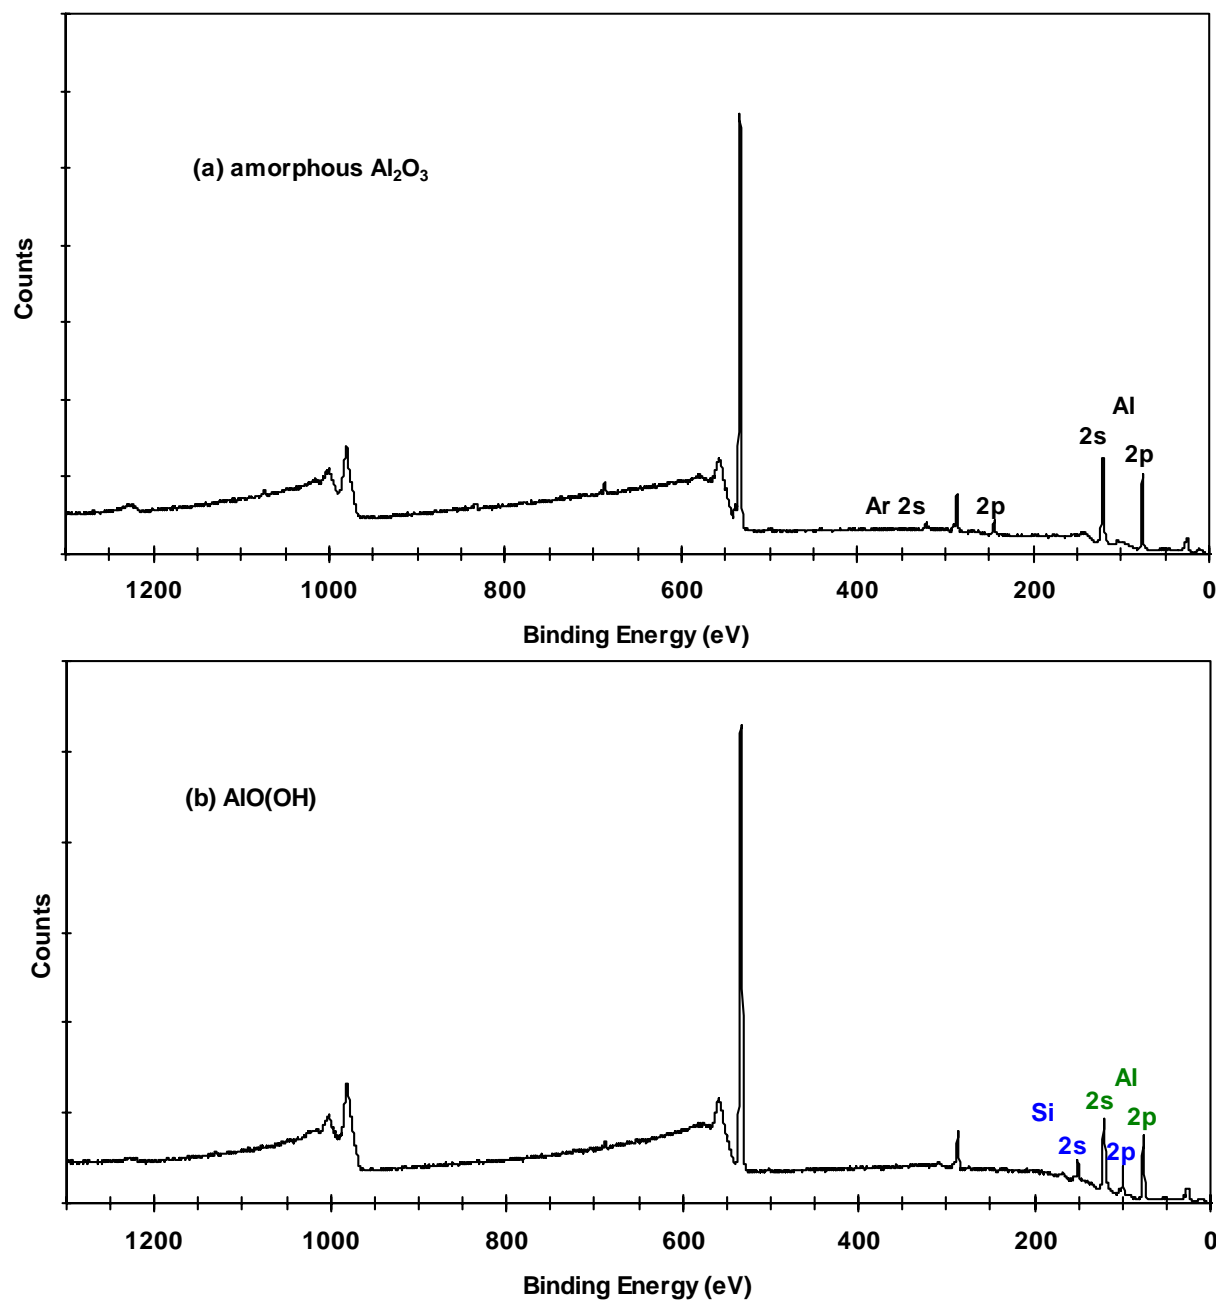 (a) amorphous Al₂O₃
Counts
Al
2s
2p
Ar 2s
2p
1200 1000 800 600 400 200 0
Binding Energy (eV)
(b) AlO(OH)
Counts
Al
2s
2p
Si
2s
2p
1200 1000 800 600 400 200 0
Binding Energy (eV)